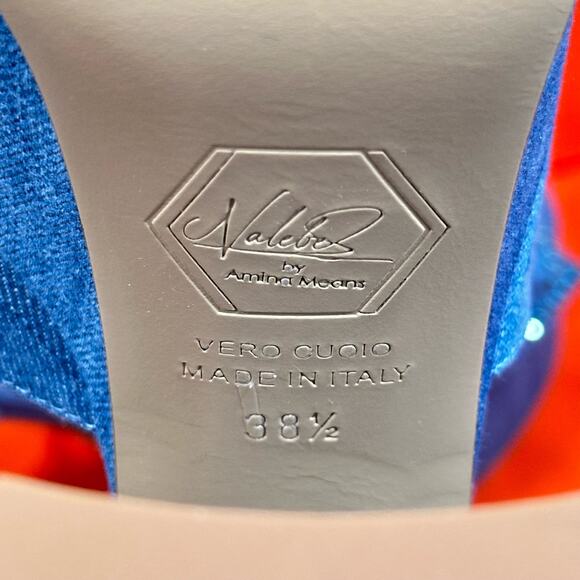 Nalebe
by
Amina Means
VERO CUOIO
MADE IN ITALY
38½